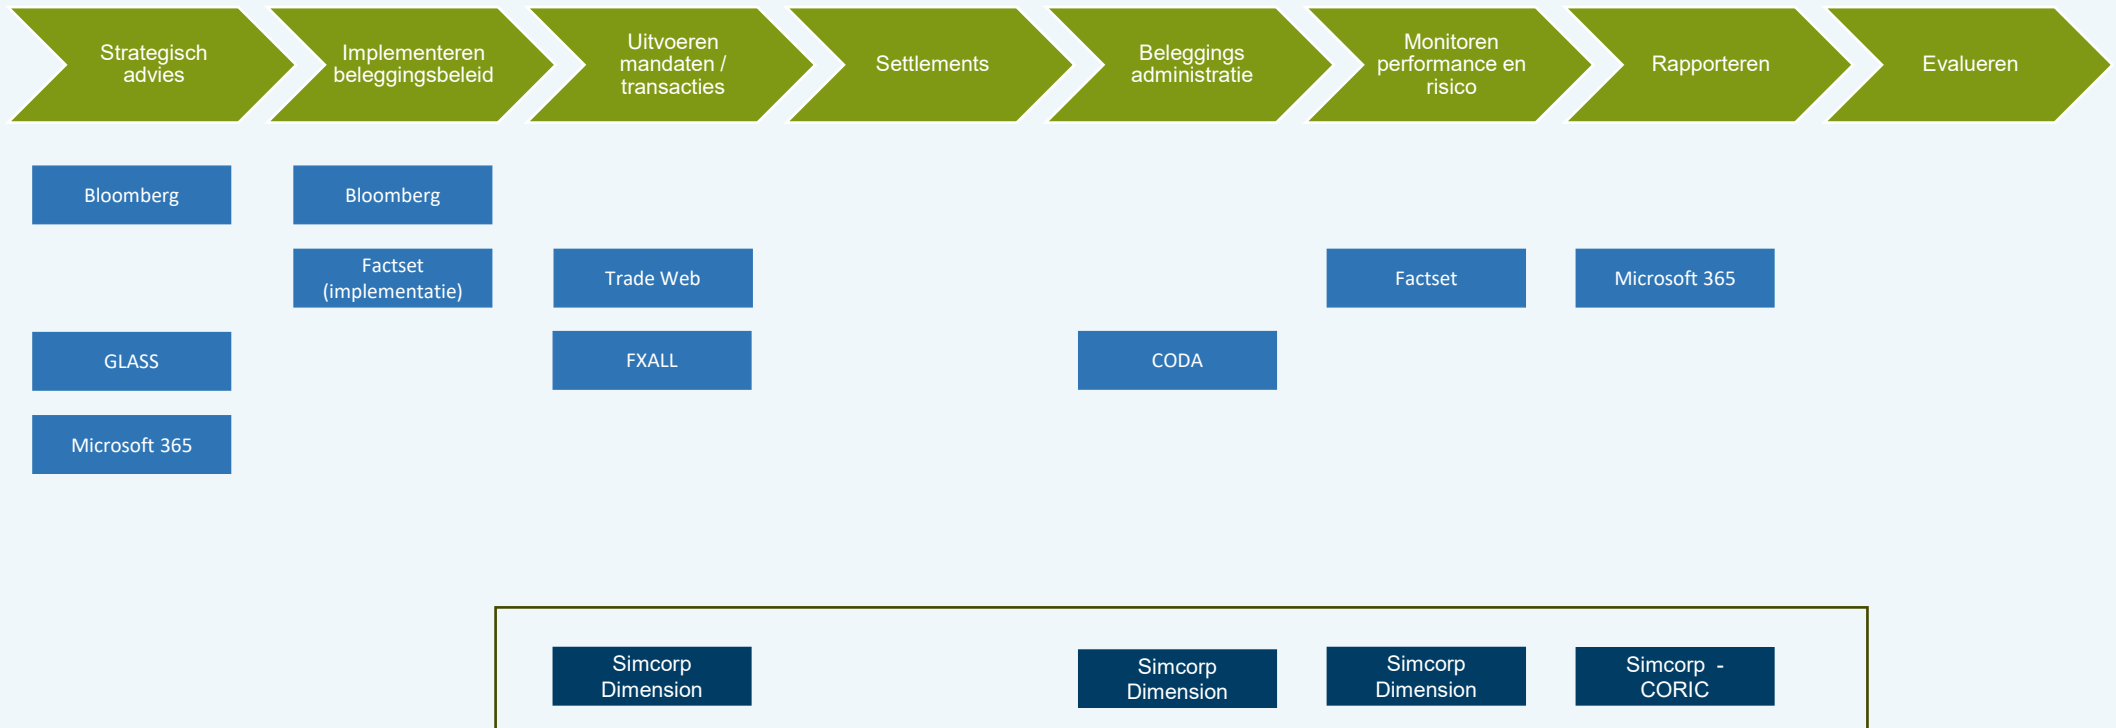 Strategisch
advies
Implementeren
beleggingsbeleid
Uitvoeren
mandaten /
transacties
Settlements
Beleggings
administratie
Monitoren
performance en
risico
Rapporteren
Evalueren
Bloomberg
Bloomberg
Factset
(implementatie)
Trade Web
Factset
Microsoft 365
GLASS
FXALL
CODA
Microsoft 365
Simcorp
Dimension
Simcorp
Dimension
Simcorp
Dimension
Simcorp -
CORIC